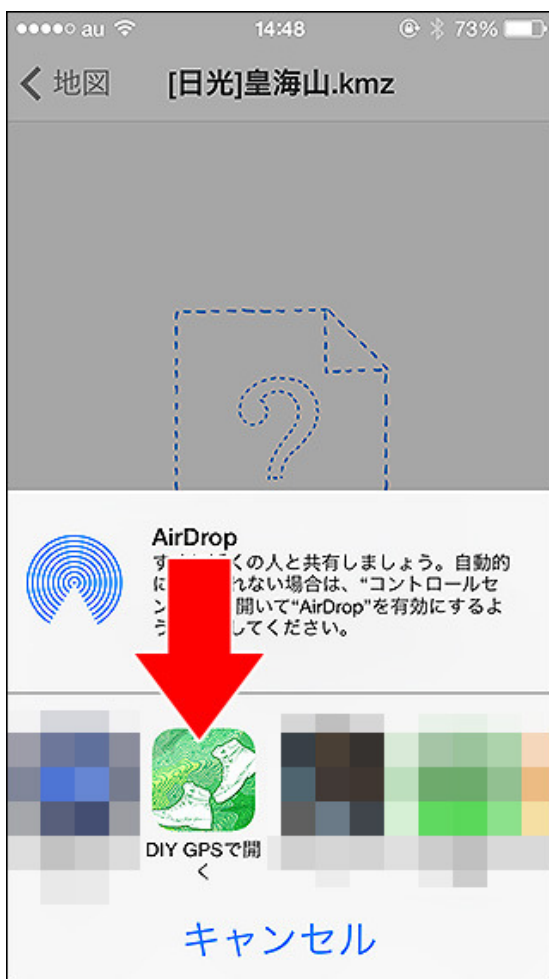 au 14:48 73%
地図 [日光]皇海山.kmz
AirDrop
す くの人と共有しましょう。自動的
に れない場合は、“コントロールセ
ン 開いて“AirDrop”を有効にするよ
う してください。
DIY GPSで開
く
キャンセル